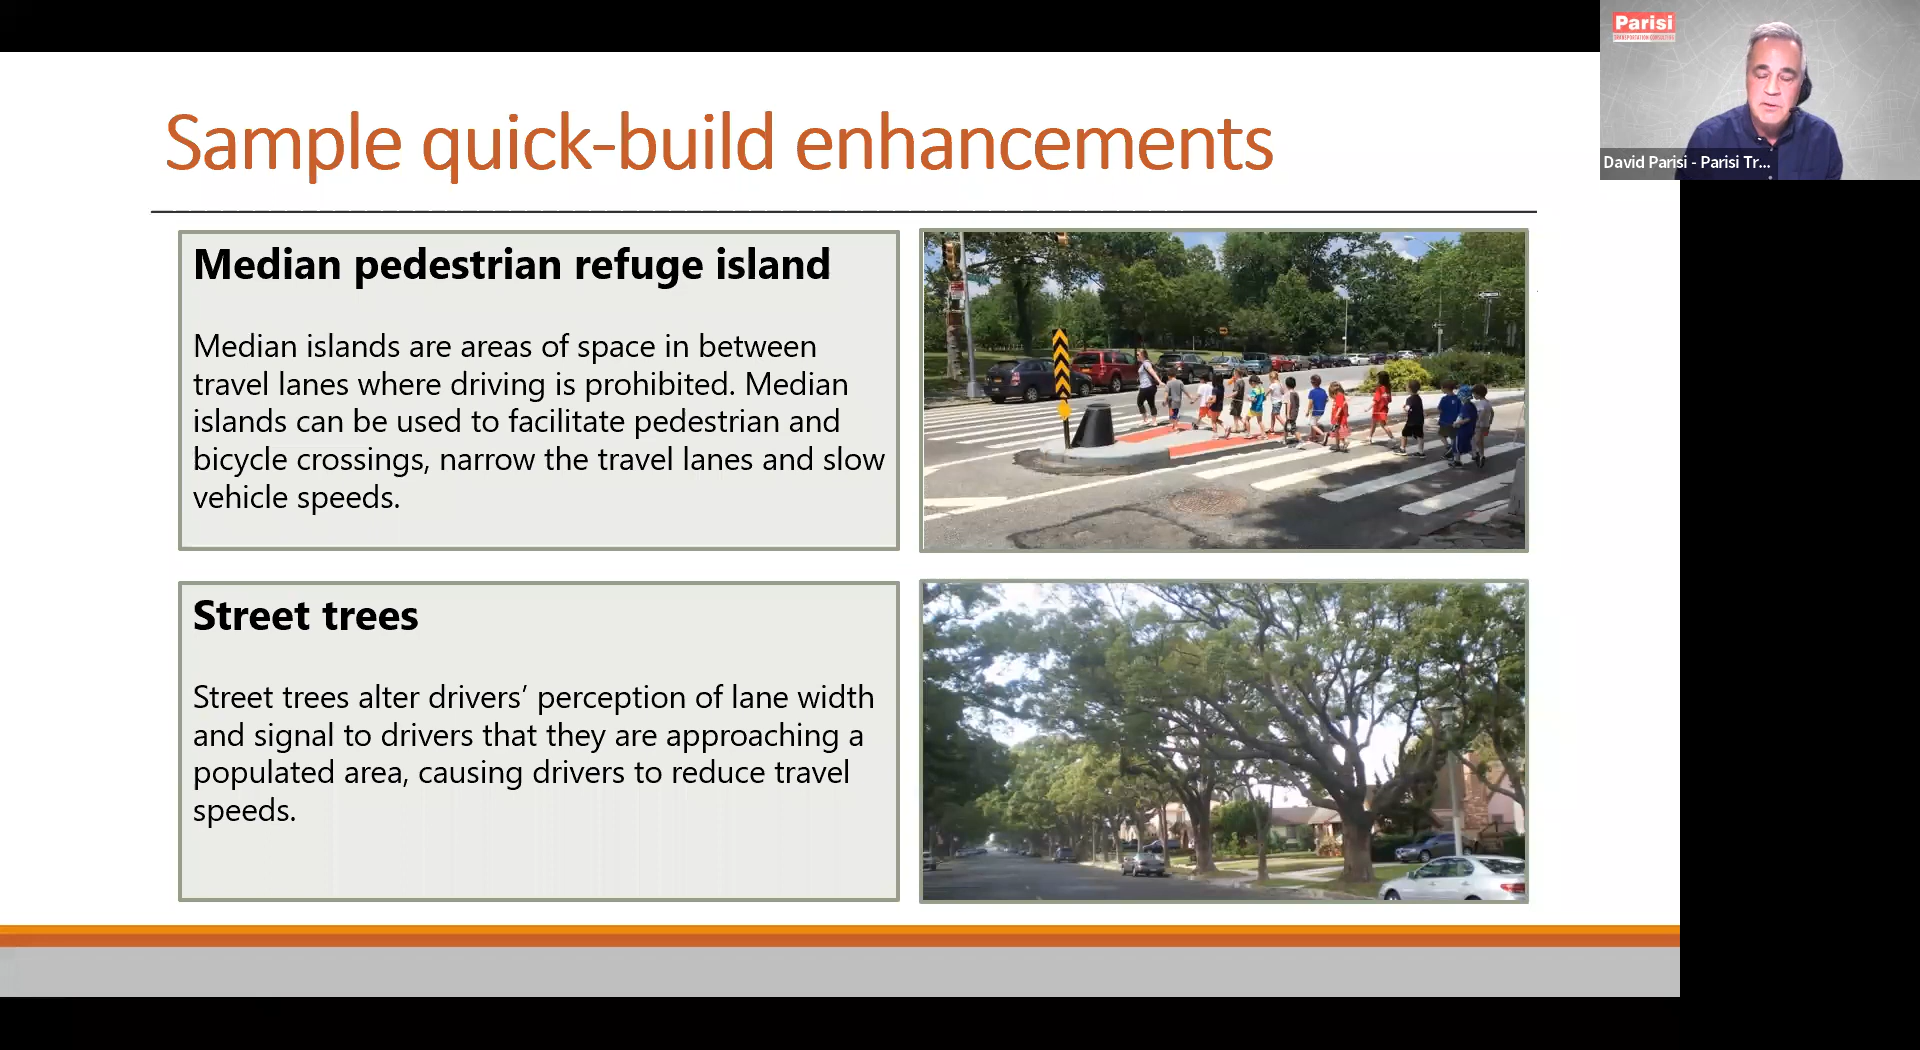 Sample quick-build enhancements
Median pedestrian refuge island
Median islands are areas of space in between
travel lanes where driving is prohibited. Median
islands can be used to facilitate pedestrian and
bicycle crossings, narrow the travel lanes and slow
vehicle speeds.
Street trees
Street trees alter drivers’ perception of lane width
and signal to drivers that they are approaching a
populated area, causing drivers to reduce travel
speeds.
Parisi
TRANSPORTATION CONSULTING
David Parisi - Parisi Tr...